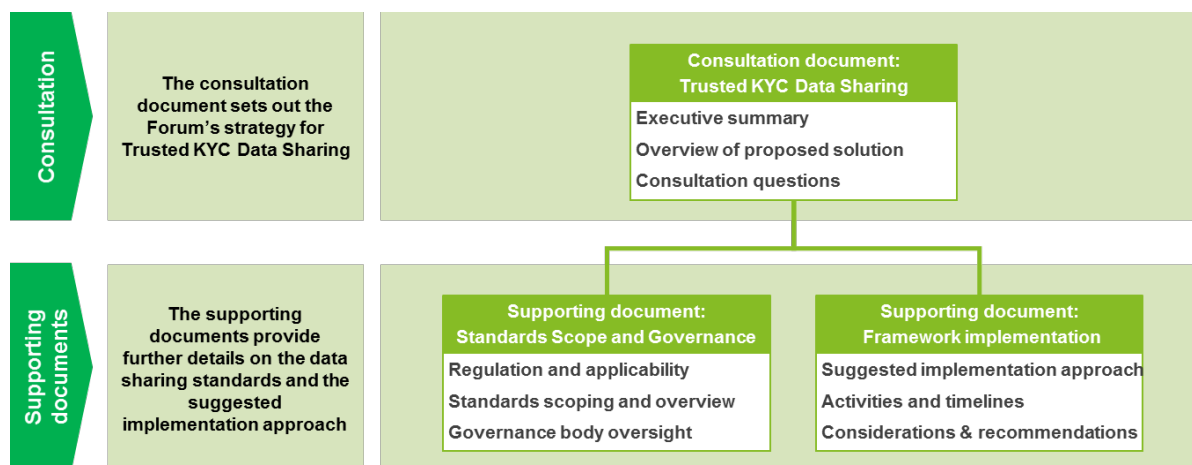 Consultation
The consultation
document sets out the
Forum's strategy for
Trusted KYC Data Sharing
Consultation document:
Trusted KYC Data Sharing
Executive summary
Overview of proposed solution
Consultation questions
Supporting
documents
The supporting
documents provide
further details on the data
sharing standards and the
suggested
implementation approach
Supporting document:
Standards Scope and Governance
Regulation and applicability
Standards scoping and overview
Governance body oversight
Supporting document:
Framework implementation
Suggested implementation approach
Activities and timelines
Considerations & recommendations